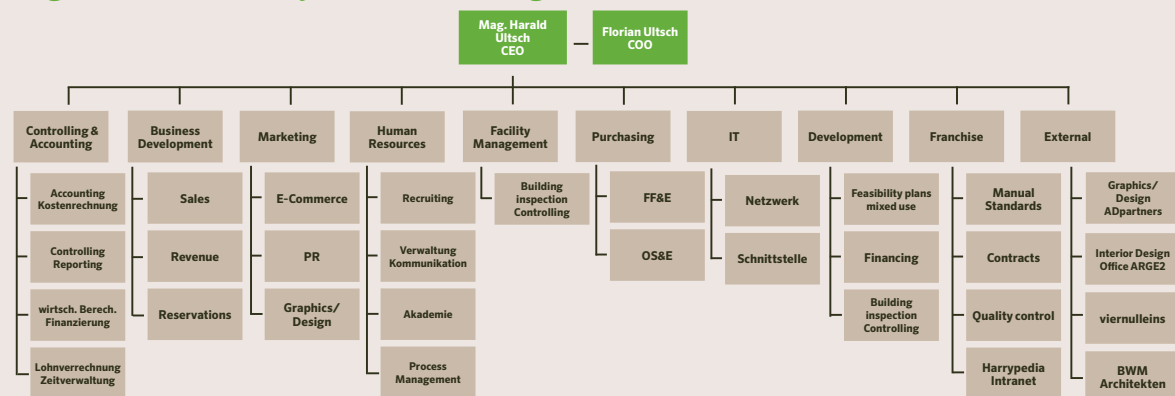 Mag. Harald
Ultsch
CEO
Florian Ultsch
COO
Controlling &
Accounting
Business
Development
Marketing
Human
Resources
Facility
Management
Purchasing
IT
Development
Franchise
External
Accounting
Kostenrechnung
Controlling
Reporting
wirtsch. Berech.
Finanzierung
Lohnverrechnung
Zeitverwaltung
Sales
Revenue
Reservations
E-Commerce
PR
Graphics/
Design
Recruiting
Verwaltung
Kommunikation
Akademie
Process
Management
Building
inspection
Controlling
FF&E
OS&E
Netzwerk
Schnittstelle
Feasibility plans
mixed use
Financing
Building
inspection
Controlling
Manual
Standards
Contracts
Quality control
Harrypedia
Intranet
Graphics/
Design
ADpartners
Interior Design
Office ARGE2
viernulleins
BWM
Architekten